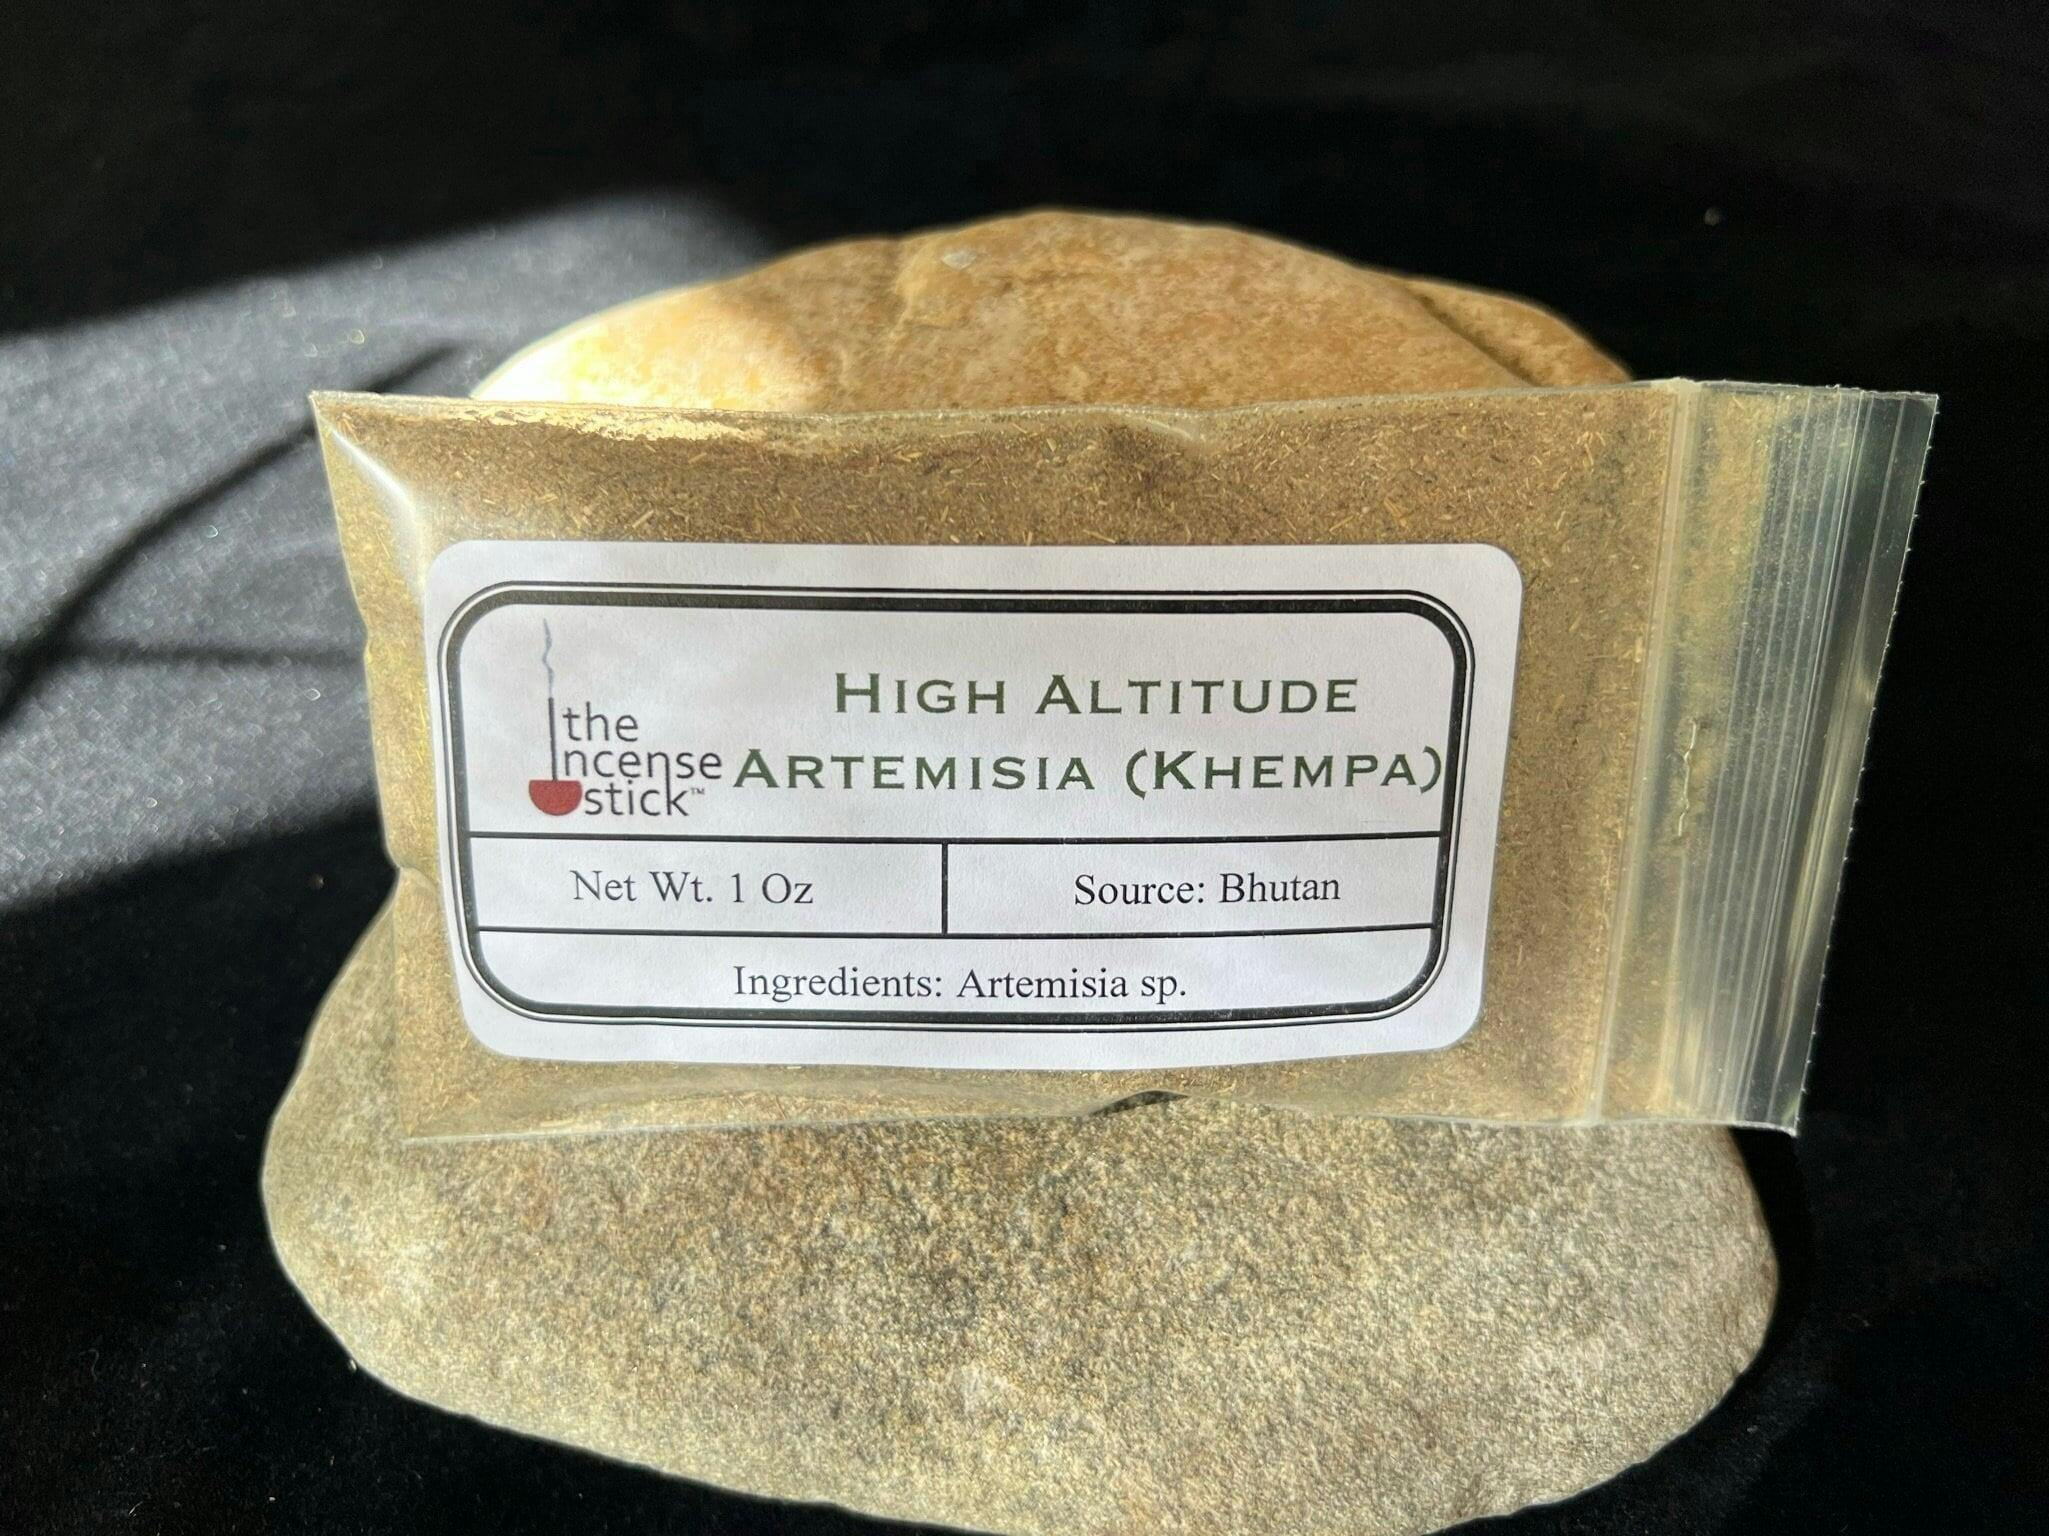 the
incense
stick™
HIGH ALTITUDE
ARTEMISIA (KHEMPA)
Net Wt. 1 Oz
Source: Bhutan
Ingredients: Artemisia sp.